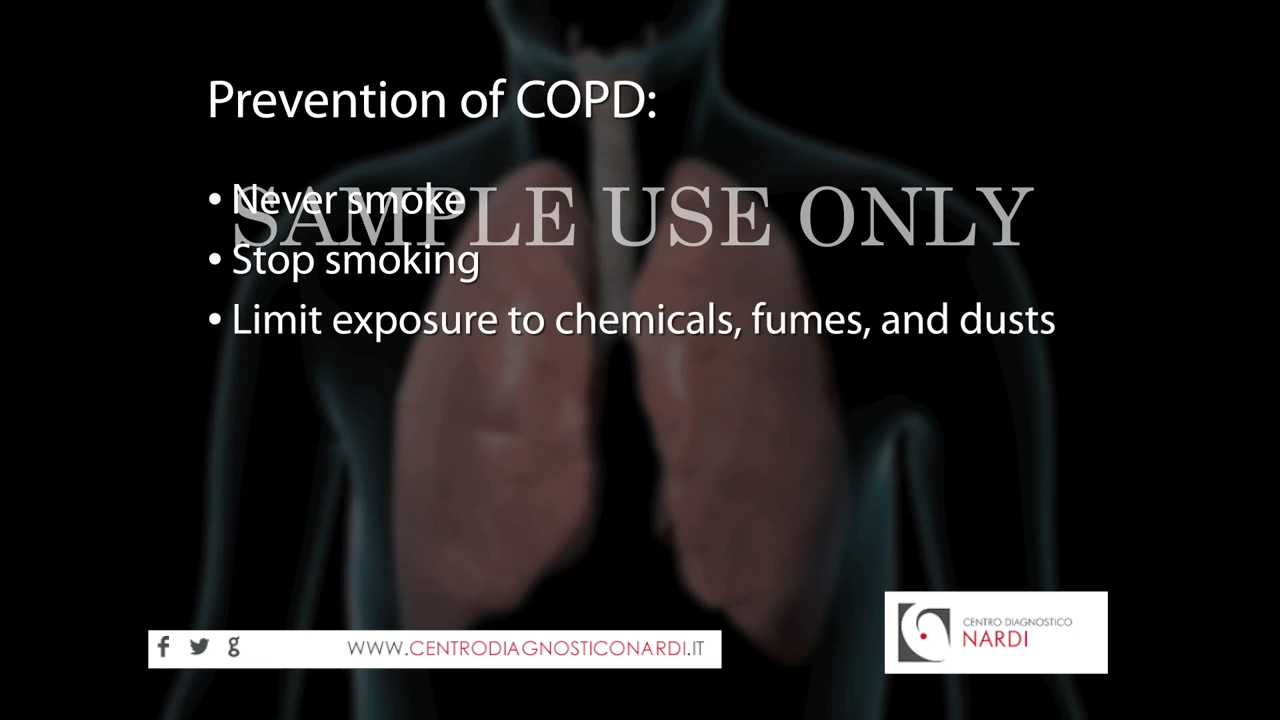 Prevention of COPD:
• Never smoke
SAMPLE USE ONLY
• Stop smoking
• Limit exposure to chemicals, fumes, and dusts
WWW.CENTRODIAGNOSTICONARDI.IT
CENTRO DIAGNOSTICO
NARDI